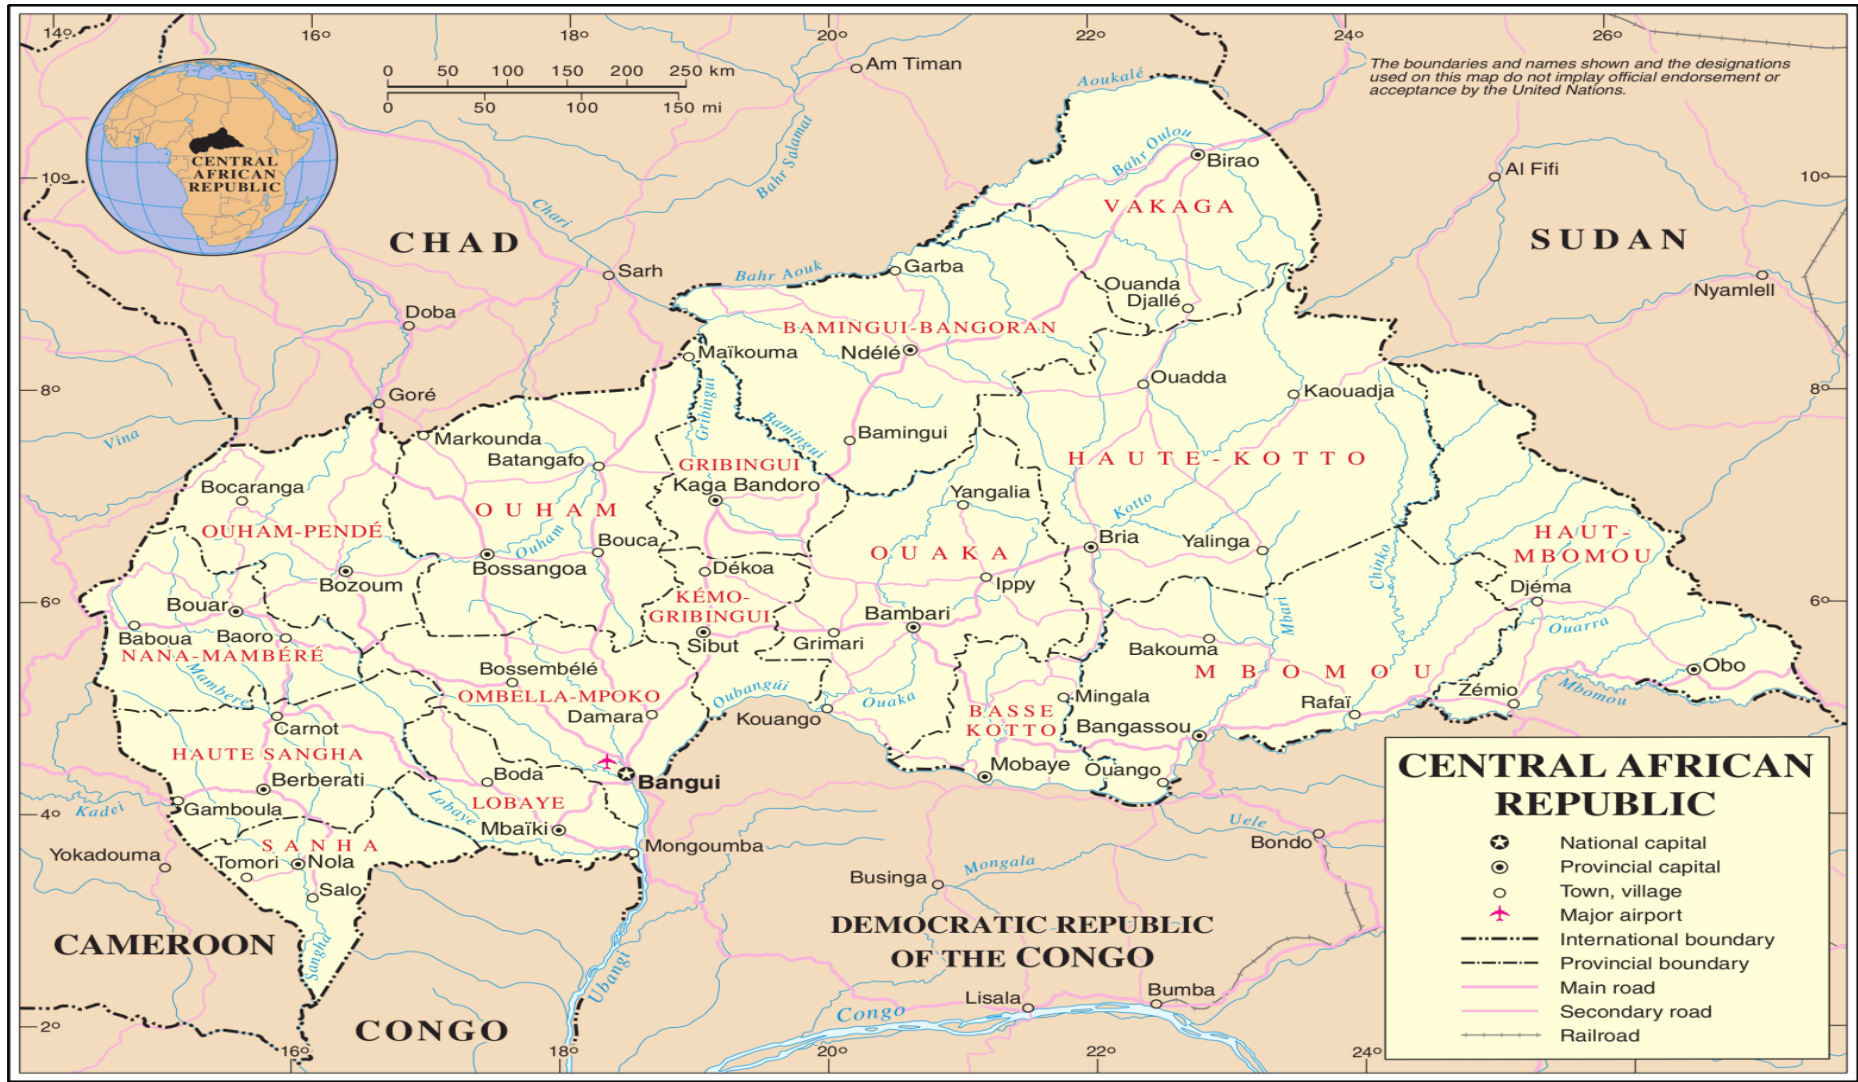 14°
16°
18°
20°
22°
24°
26°
0 50 100 150 200 250 km
0 50 100 150 mi
Am Timan
Aoukalé
The boundaries and names shown and the designations
used on this map do not implay official endorsement or
acceptance by the United Nations.
CENTRAL
AFRICAN
REPUBLIC
Bahr Salamat
Bahr Oulou
Birao
Al Fifi
10°
10°
VAKAGA
Chari
CHAD
SUDAN
Sarh
Bahr Aouk
Garba
Ouanda
Djallé
Nyamlell
Doba
BAMINGUI-BANGORAN
Maïkouma
Ndélé
8°
Goré
Gribingui
Ouadda
Kaouadja
8°
Vina
Markounda
Batangafo
Bamingui
Bamingui
GRIBINGUI
Kaga Bandoro
HAUTE-KOTTO
Bocaranga
Yangalia
Kotto
OUHAM
OUHAM-PENDÉ
Ouham
Bouca
Bria
Yalinga
HAUT-
MBOMOU
OUAKA
Chinko
Bozoum
Bossangoa
Dékoa
Ippy
Djéma
6°
Bouar
KÉMO-
GRIBINGUI
Bambari
Mbari
6°
Baboua
Baoro
Sibut
Grimari
Bakouma
Ouarra
NANA-MAMBÉRÉ
Mambere
Bossembélé
Oubangúi
MBOMOU
Obo
OMBELLA-MPOKO
Damara
Kouango
Ouaka
Mingala
Rafaï
Zémio
Mbomou
Carnot
BASSE
KOTTO
Bangassou
HAUTE SANGHA
Berberati
Boda
Bangui
Mobaye
Ouango
Kadei
Gamboula
Lobaye
LOBAYE
4°
Mbaïki
Uele
Bondo
SANHA
Yokadouma
Tomori
Nola
Mongoumba
Salo
Businga
Mongala
CAMEROON
Sangha
DEMOCRATIC REPUBLIC
OF THE CONGO
Ubangi
CONGO
Lisala
Bumba
Congo
2°
16°
18°
20°
22°
24°
CENTRAL AFRICAN
REPUBLIC
National capital
Provincial capital
Town, village
Major airport
International boundary
Provincial boundary
Main road
Secondary road
Railroad